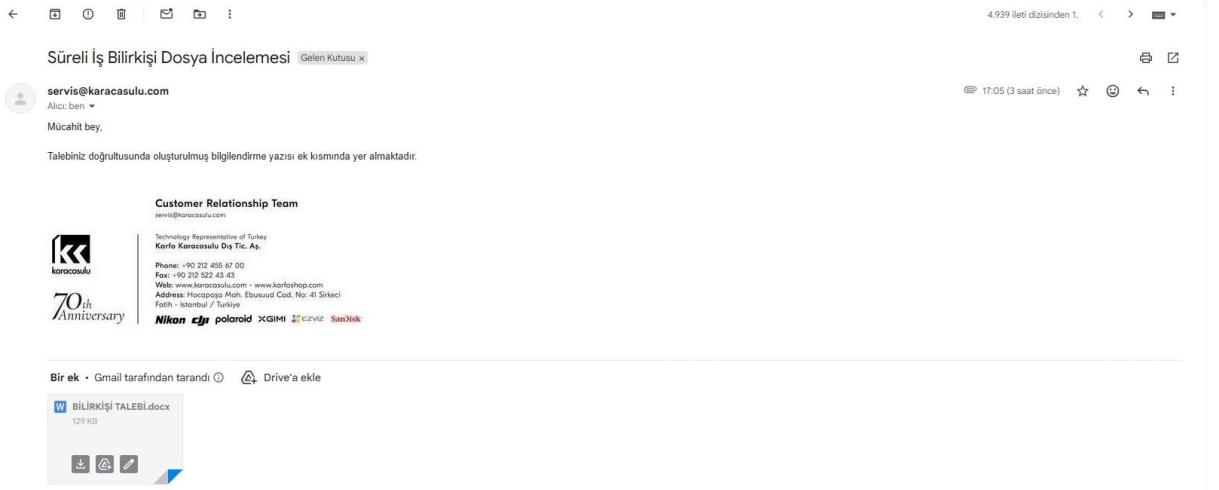 4.939 ileti dizisinden 1.
Süreli İş Bilirkişi Dosya İncelemesi Gelen Kutusu x
servis@karacasulu.com
17:05 (3 saat önce)
Alıcı: ben
Mücahit bey,
Talebiniz doğrultusunda oluşturulmuş bilgilendirme yazısı ek kısmında yer almaktadır.
Customer Relationship Team
servis@karacasulu.com
Technology Representative of Turkey
Karfo Karacasulu Dış Tic. Aş.
Phone: +90 212 455 67 00
Fax: +90 212 522 43 43
Web: www.karacasulu.com - www.karfoshop.com
Address: Hocapaşa Mah. Ebusuud Cad. No: 41 Sirkeci
Fatih - Istanbul / Turkiye
karacasulu
70th
Anniversary
Nikon dji polaroid XGIMI EZVIZ SanDisk
Bir ek • Gmail tarafından tarandı Drive'a ekle
W BİLİRKİŞİ TALEBİ.docx
129 KB